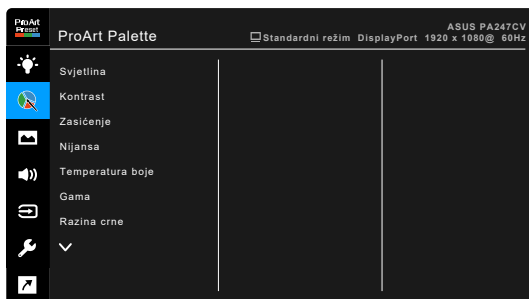 ProArt
Preset
ProArt Palette
ASUS PA247CV
Standardni režim DisplayPort 1920 x 1080@ 60Hz
Svjetlina
Kontrast
Zasićenje
Nijansa
Temperatura boje
Gama
Razina crne